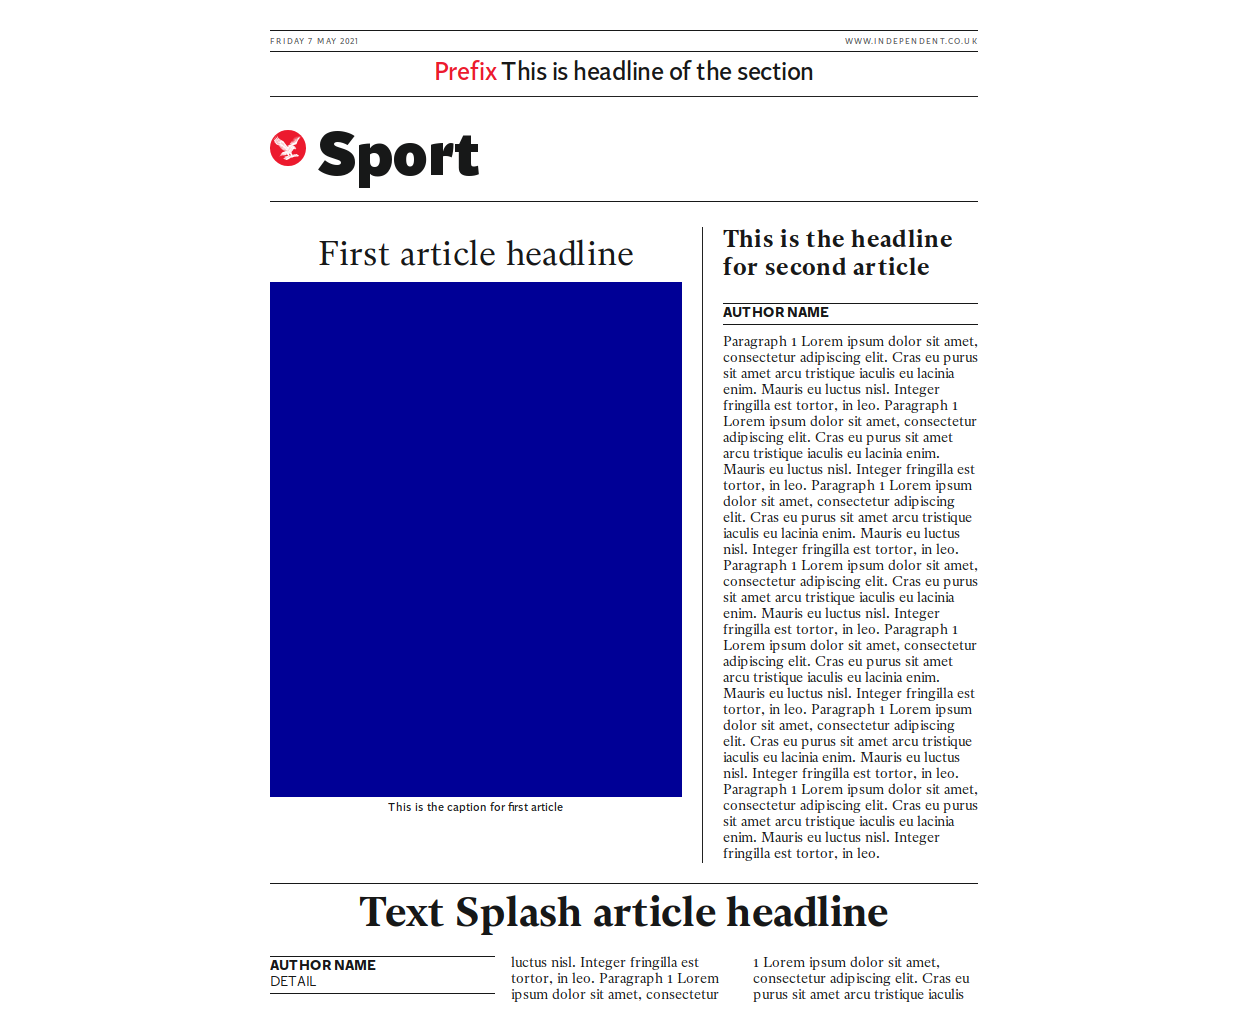 FRIDAY 7 MAY 2021
WWW.INDEPENDENT.CO.UK
Prefix This is headline of the section
Sport
First article headline
This is the caption for first article
This is the headline
for second article
AUTHOR NAME
Paragraph 1 Lorem ipsum dolor sit amet,
consectetur adipiscing elit. Cras eu purus
sit amet arcu tristique iaculis eu lacinia
enim. Mauris eu luctus nisl. Integer
fringilla est tortor, in leo. Paragraph 1
Lorem ipsum dolor sit amet, consectetur
adipiscing elit. Cras eu purus sit amet
arcu tristique iaculis eu lacinia enim.
Mauris eu luctus nisl. Integer fringilla est
tortor, in leo. Paragraph 1 Lorem ipsum
dolor sit amet, consectetur adipiscing
elit. Cras eu purus sit amet arcu tristique
iaculis eu lacinia enim. Mauris eu luctus
nisl. Integer fringilla est tortor, in leo.
Paragraph 1 Lorem ipsum dolor sit amet,
consectetur adipiscing elit. Cras eu purus
sit amet arcu tristique iaculis eu lacinia
enim. Mauris eu luctus nisl. Integer
fringilla est tortor, in leo. Paragraph 1
Lorem ipsum dolor sit amet, consectetur
adipiscing elit. Cras eu purus sit amet
arcu tristique iaculis eu lacinia enim.
Mauris eu luctus nisl. Integer fringilla est
tortor, in leo. Paragraph 1 Lorem ipsum
dolor sit amet, consectetur adipiscing
elit. Cras eu purus sit amet arcu tristique
iaculis eu lacinia enim. Mauris eu luctus
nisl. Integer fringilla est tortor, in leo.
Paragraph 1 Lorem ipsum dolor sit amet,
consectetur adipiscing elit. Cras eu purus
sit amet arcu tristique iaculis eu lacinia
enim. Mauris eu luctus nisl. Integer
fringilla est tortor, in leo.
Text Splash article headline
AUTHOR NAME
DETAIL
luctus nisl. Integer fringilla est
tortor, in leo. Paragraph 1 Lorem
ipsum dolor sit amet, consectetur
1 Lorem ipsum dolor sit amet,
consectetur adipiscing elit. Cras eu
purus sit amet arcu tristique iaculis